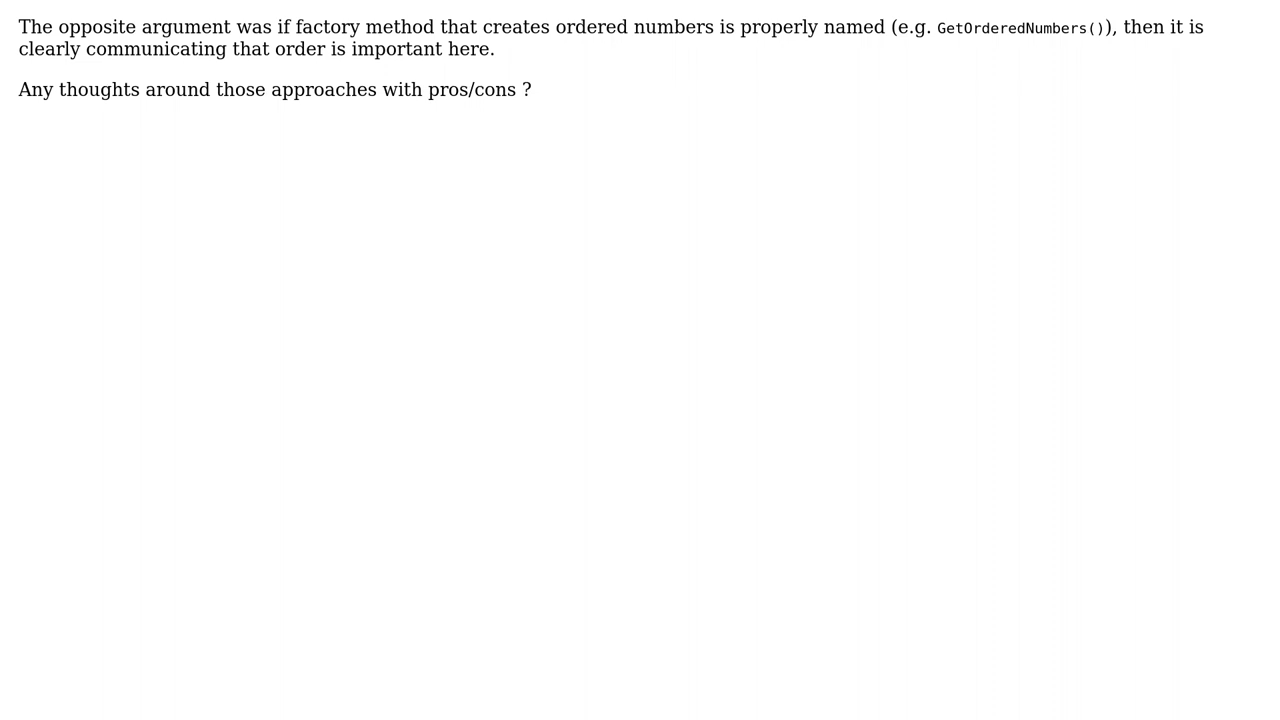 The opposite argument was if factory method that creates ordered numbers is properly named (e.g. GetOrderedNumbers()), then it is
clearly communicating that order is important here.
Any thoughts around those approaches with pros/cons ?